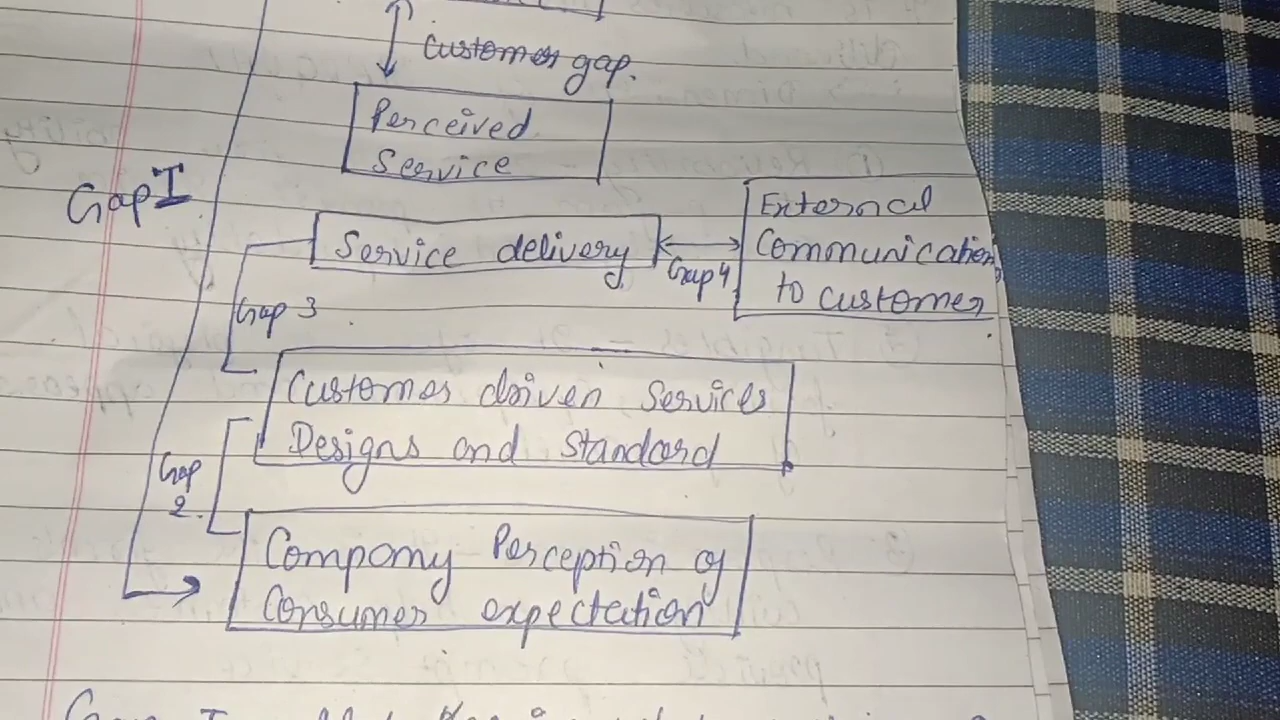 Customer gap.
Perceived
Service
Gap I
External
Communication
to customer
Service delivery
Gap 4
Gap 3
Customer driven Services
Designs and Standard
Gap
2.
Company Perception of
Consumer expectation